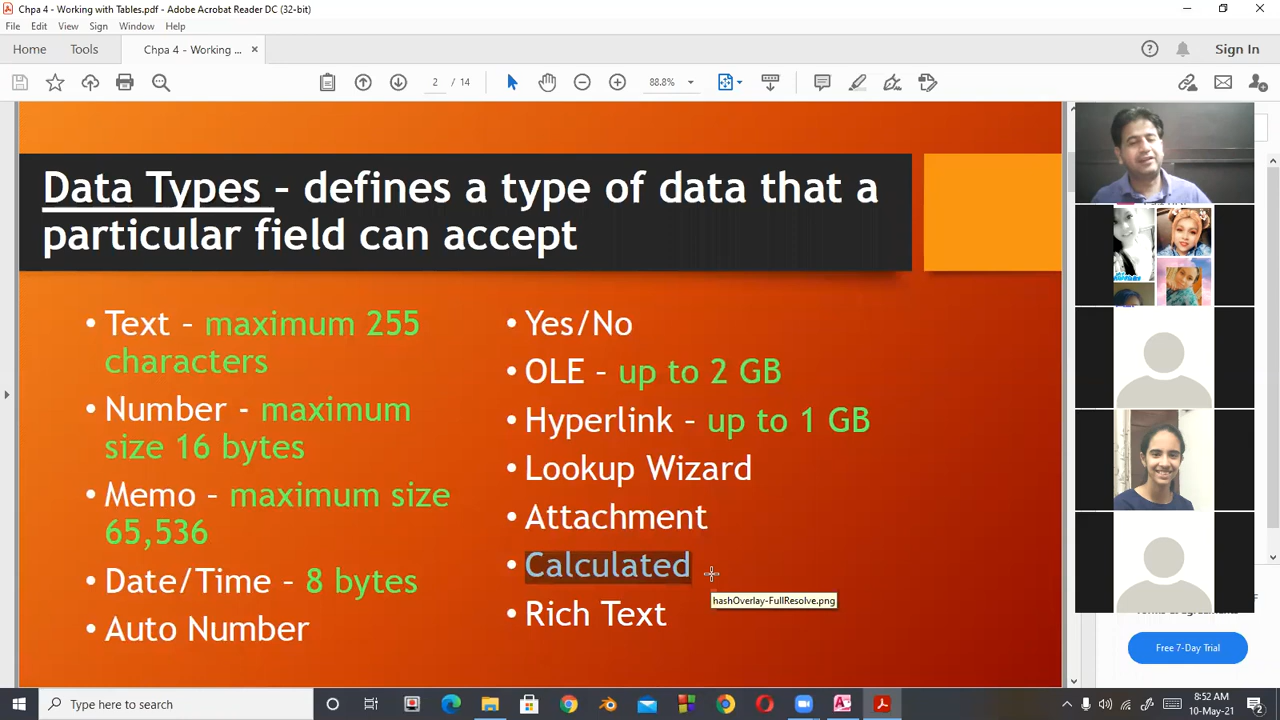 Chpa 4 - Working with Tables.pdf - Adobe Acrobat Reader DC (32-bit)
File Edit View Sign Window Help
Home Tools Chpa 4 - Working ... × Sign In
2 / 14 88.8%
Data Types - defines a type of data that a
particular field can accept
• Text - maximum 255
characters
• Number - maximum
size 16 bytes
• Memo - maximum size
65,536
• Date/Time - 8 bytes
• Auto Number
• Yes/No
• OLE - up to 2 GB
• Hyperlink - up to 1 GB
• Lookup Wizard
• Attachment
• Calculated
• Rich Text
hashOverlay-FullResolve.png
Free 7-Day Trial
Type here to search
8:52 AM
10-May-21